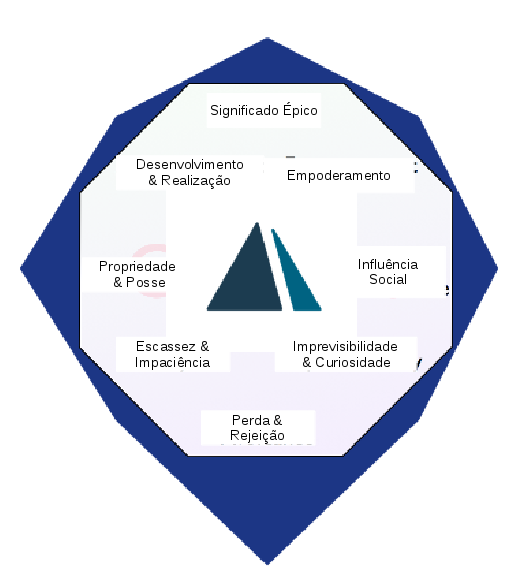 Significado Épico
Desenvolvimento
& Realização
Empoderamento
Propriedade
& Posse
Influência
Social
Escassez &
Impaciência
Imprevisibilidade
& Curiosidade
Perda &
Rejeição